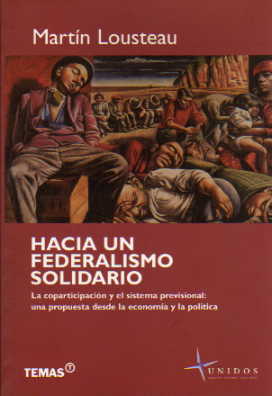 Martín Lousteau
HACIA UN
FEDERALISMO
SOLIDARIO
La coparticipación y el sistema previsional:
una propuesta desde la economía y la política
TEMAS
UNIDOS